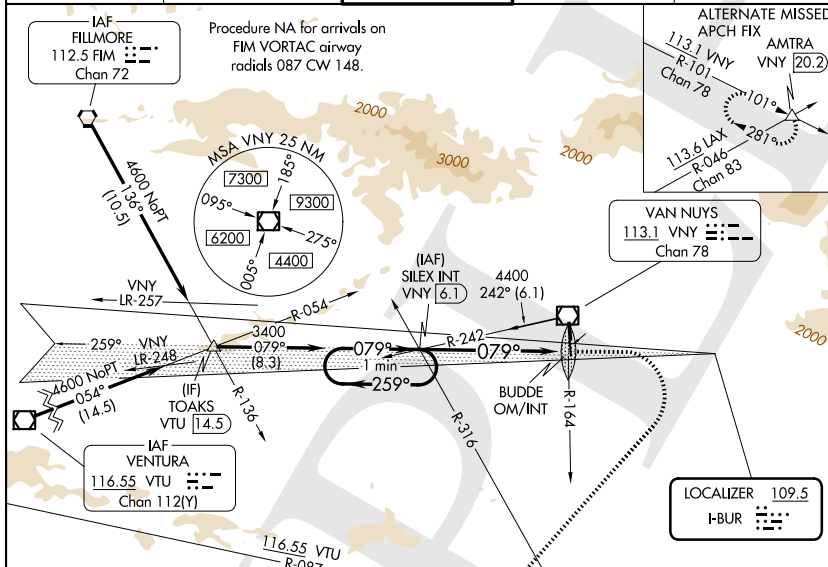 IAF
FILLMORE
112.5 FIM
Chan 72
Procedure NA for arrivals on
FIM VORTAC airway
radials 087 CW 148.
ALTERNATE MISSED
APCH FIX
AMTRA
VNY 20.2
113.1 VNY
R-101
Chan 78
101°
281°
113.6 LAX
R-046
Chan 83
2000
3000
2000
2000
4600 NoPT
136°
(10.5)
MSA VNY 25 NM
7300
185°
9300
095°
275°
6200
4400
005°
VAN NUYS
113.1 VNY
Chan 78
(IAF)
SILEX INT
VNY 6.1
4400
242° (6.1)
VNY
LR-257
R-054
R-242
259°
VNY
LR-248
3400
079°
(8.3)
079°
1 min
259°
079°
4600 NoPT
054°
(14.5)
(IF)
TOAKS
VTU 14.5
R-136
R-316
BUDDE
OM/INT
R-164
IAF
VENTURA
116.55 VTU
Chan 112(Y)
LOCALIZER 109.5
I-BUR
116.55 VTU